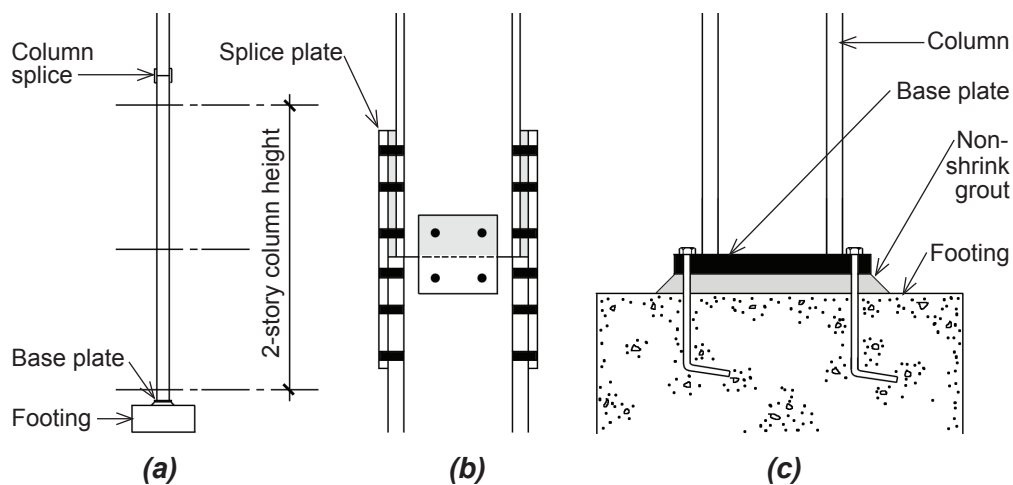 Column
splice
2-story column height
Base plate
Footing
(a)
Splice plate
(b)
Column
Base plate
Non-
shrink
grout
Footing
(c)